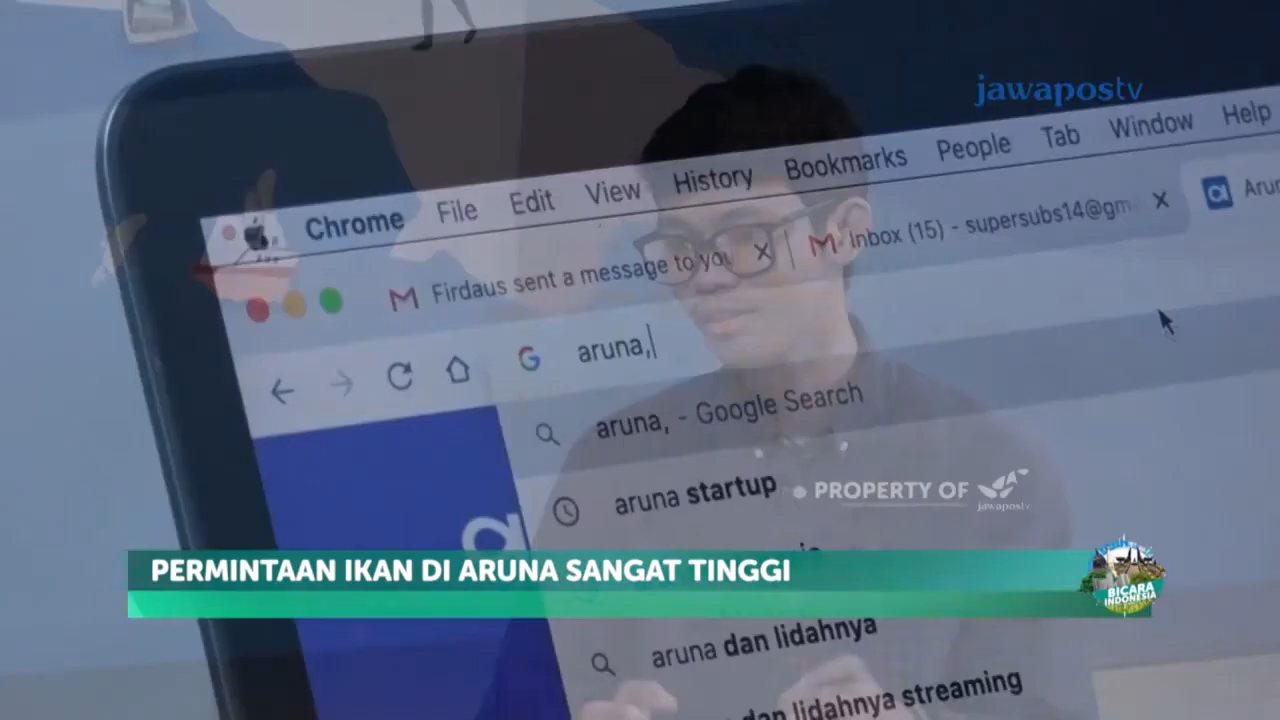 jawapostv
Chrome File Edit View History Bookmarks People Tab Window Help
Firdaus sent a message to you
Inbox (15) - supersubs14@gm
aruna,
aruna, - Google Search
aruna startup
PROPERTY OF
jawapostv
PERMINTAAN IKAN DI ARUNA SANGAT TINGGI
BICARA
INDONESIA
aruna dan lidahnya
dan lidahnya streaming